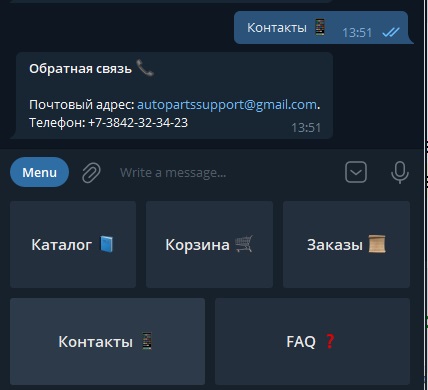 Контакты 📱 13:51
Обратная связь 📞
Почтовый адрес: autopartssupport@gmail.com.
Телефон: +7-3842-32-34-23
13:51
Menu Write a message...
Каталог 📘 Корзина 🛒 Заказы 📜
Контакты 📱 FAQ ❓